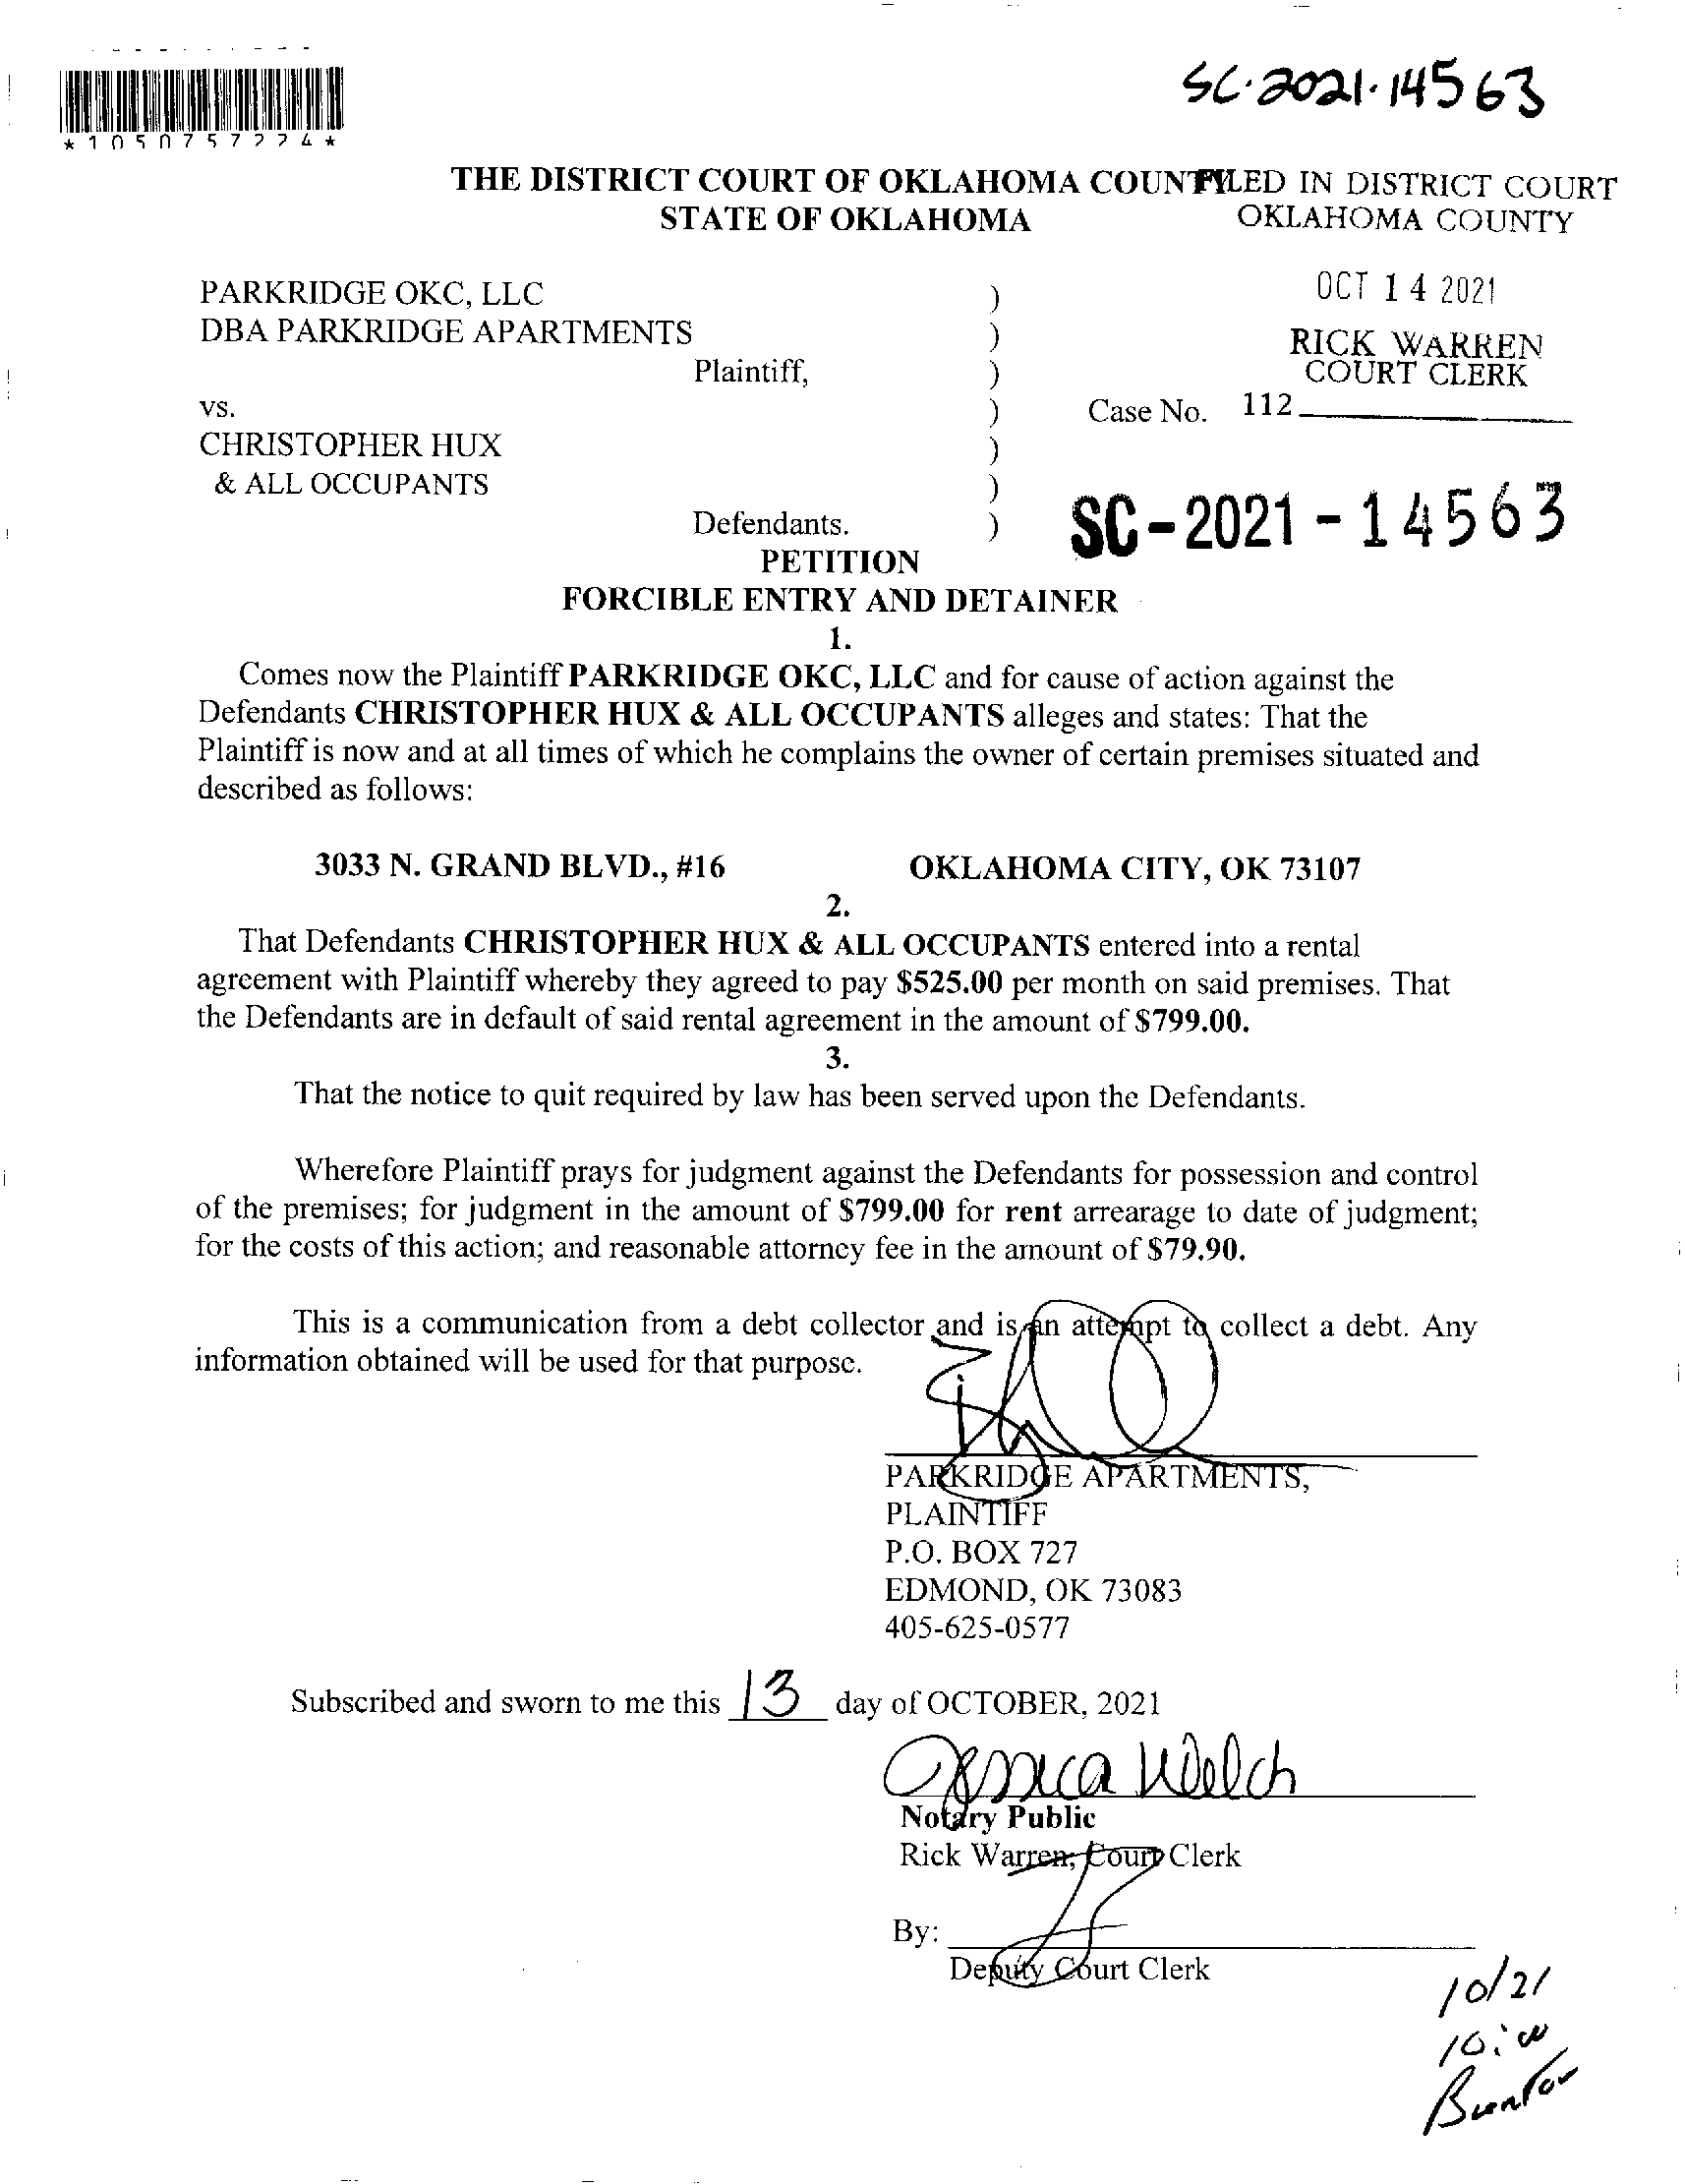 SC-2021-14563
*1050757224*
THE DISTRICT COURT OF OKLAHOMA COUNTY
STATE OF OKLAHOMA
FILED IN DISTRICT COURT
OKLAHOMA COUNTY
OCT 14 2021
RICK WARREN
COURT CLERK
112
PARKRIDGE OKC, LLC )
DBA PARKRIDGE APARTMENTS )
Plaintiff, )
vs. ) Case No.
CHRISTOPHER HUX )
& ALL OCCUPANTS )
Defendants. )
SC-2021-14563
PETITION
FORCIBLE ENTRY AND DETAINER
1.
Comes now the Plaintiff PARKRIDGE OKC, LLC and for cause of action against the
Defendants CHRISTOPHER HUX & ALL OCCUPANTS alleges and states: That the
Plaintiff is now and at all times of which he complains the owner of certain premises situated and
described as follows:
3033 N. GRAND BLVD., #16 OKLAHOMA CITY, OK 73107
2.
That Defendants CHRISTOPHER HUX & ALL OCCUPANTS entered into a rental
agreement with Plaintiff whereby they agreed to pay $525.00 per month on said premises. That
the Defendants are in default of said rental agreement in the amount of $799.00.
3.
That the notice to quit required by law has been served upon the Defendants.
Wherefore Plaintiff prays for judgment against the Defendants for possession and control
of the premises; for judgment in the amount of $799.00 for rent arrearage to date of judgment;
for the costs of this action; and reasonable attorney fee in the amount of $79.90.
This is a communication from a debt collector and is an attempt to collect a debt. Any
information obtained will be used for that purpose.
PARKRIDGE APARTMENTS,
PLAINTIFF
P.O. BOX 727
EDMOND, OK 73083
405-625-0577
Subscribed and sworn to me this 13 day of OCTOBER, 2021
Jessica Welch
Notary Public
Rick Warren, Court Clerk
By:
Deputy Court Clerk
10/21
10:00